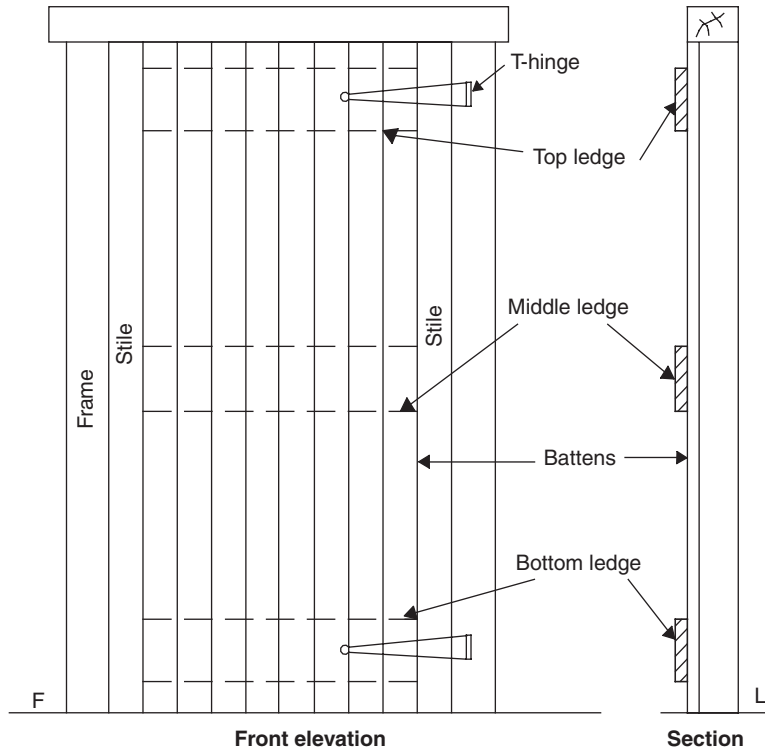 T-hinge
Top ledge
Middle ledge
Stile
Stile
Frame
Battens
Bottom ledge
F
L
Front elevation
Section